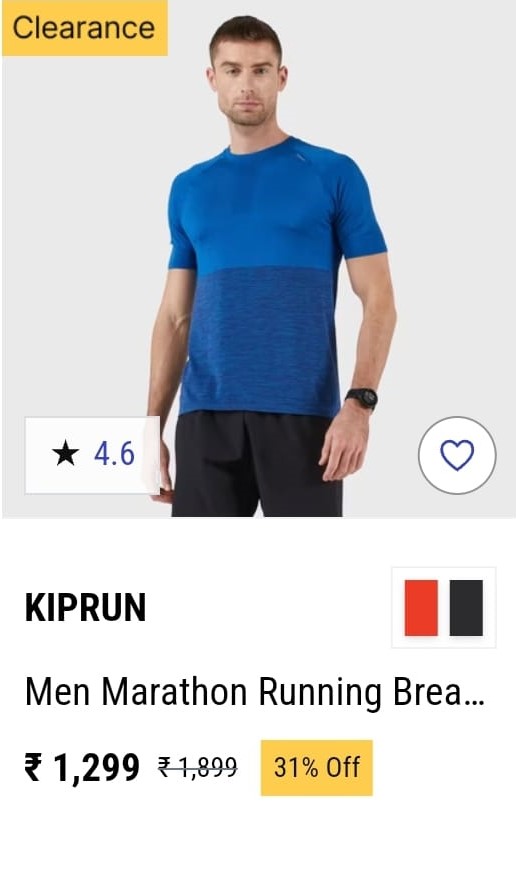 Clearance
★ 4.6
KIPRUN
Men Marathon Running Brea...
₹ 1,299 ₹ 1,899 31% Off